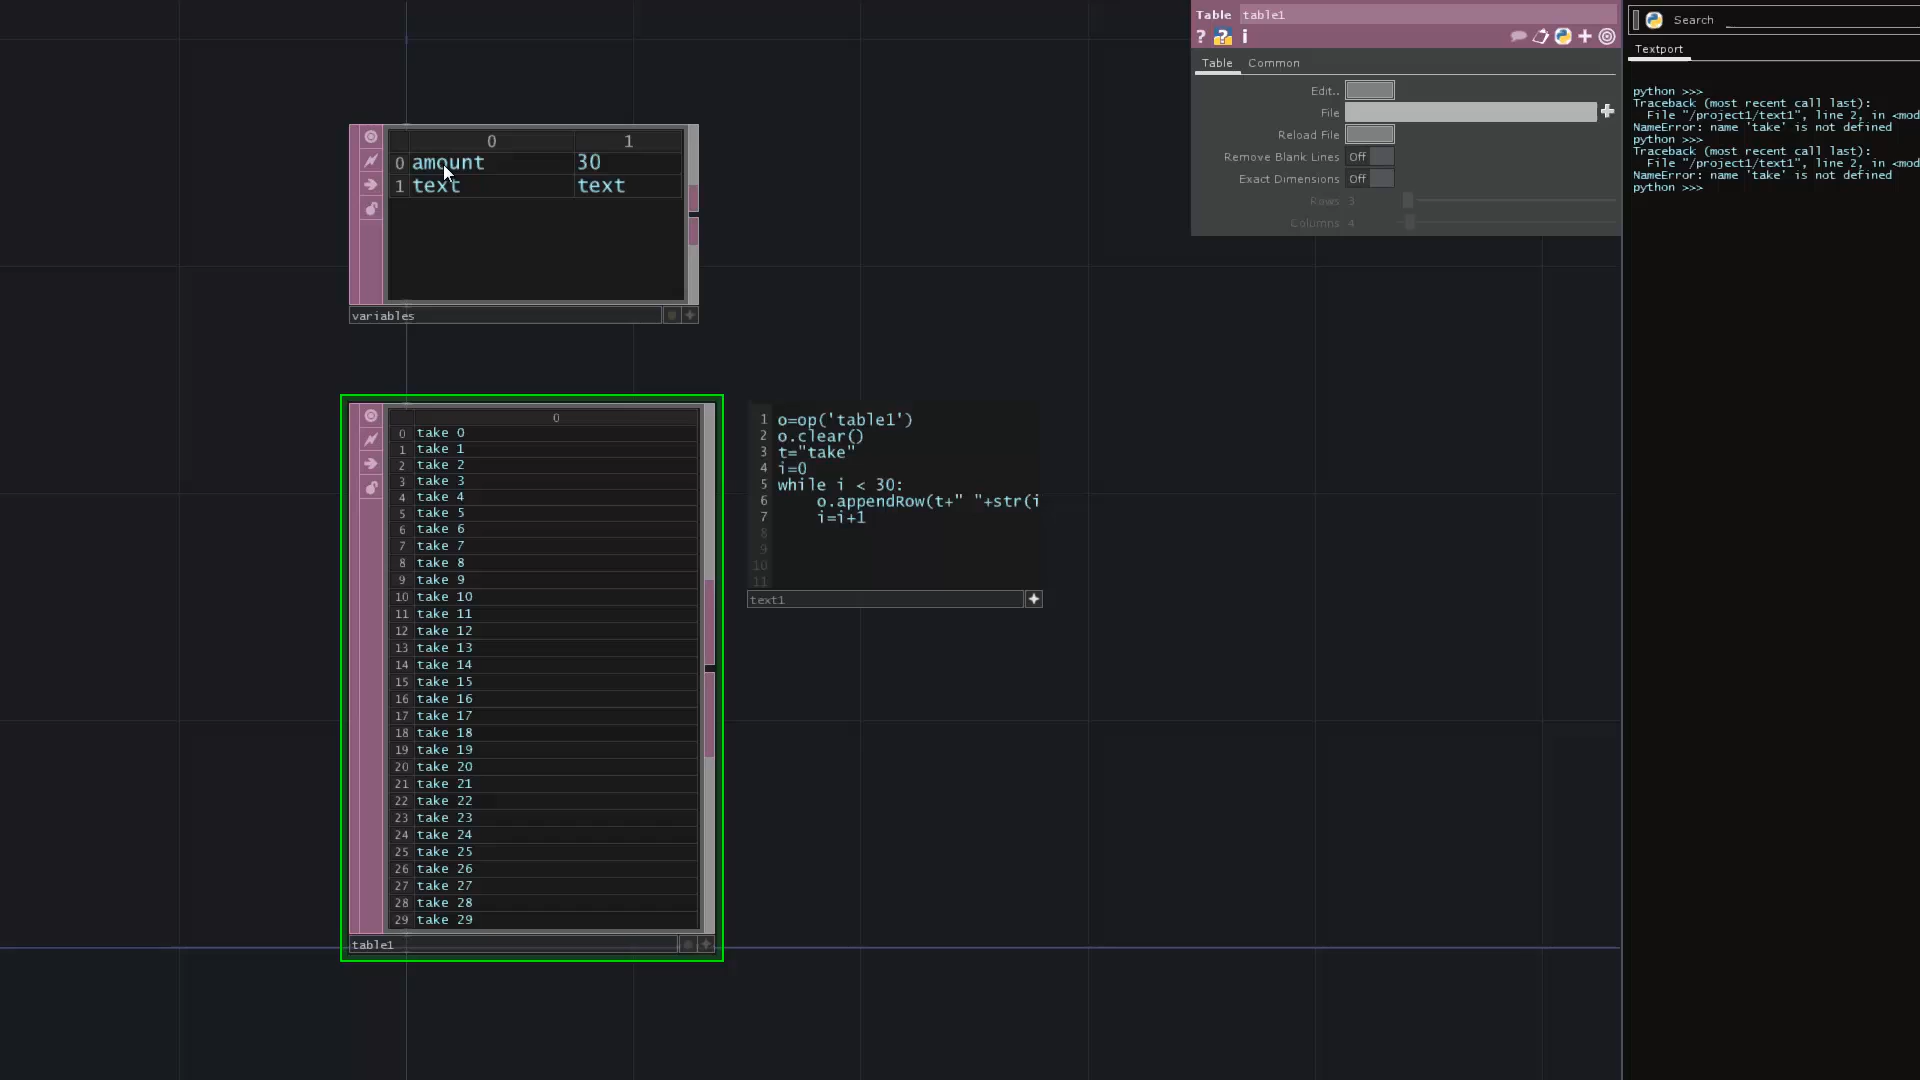 Table table1
? ? i
Table Common
Edit..
File
Reload File
Remove Blank Lines Off
Exact Dimensions Off
Rows 3
Columns 4
Search
Textport
python >>>
Traceback (most recent call last):
File "/project1/text1", line 2, in <mod
NameError: name 'take' is not defined
python >>>
Traceback (most recent call last):
File "/project1/text1", line 2, in <mod
NameError: name 'take' is not defined
python >>>
0 1
0 amount 30
1 text text
variables
0
0 take 0
1 take 1
2 take 2
3 take 3
4 take 4
5 take 5
6 take 6
7 take 7
8 take 8
9 take 9
10 take 10
11 take 11
12 take 12
13 take 13
14 take 14
15 take 15
16 take 16
17 take 17
18 take 18
19 take 19
20 take 20
21 take 21
22 take 22
23 take 23
24 take 24
25 take 25
26 take 26
27 take 27
28 take 28
29 take 29
table1
1 o=op('table1')
2 o.clear()
3 t="take"
4 i=0
5 while i < 30:
6 o.appendRow(t+" "+str(i
7 i=i+1
8
9
10
11
text1